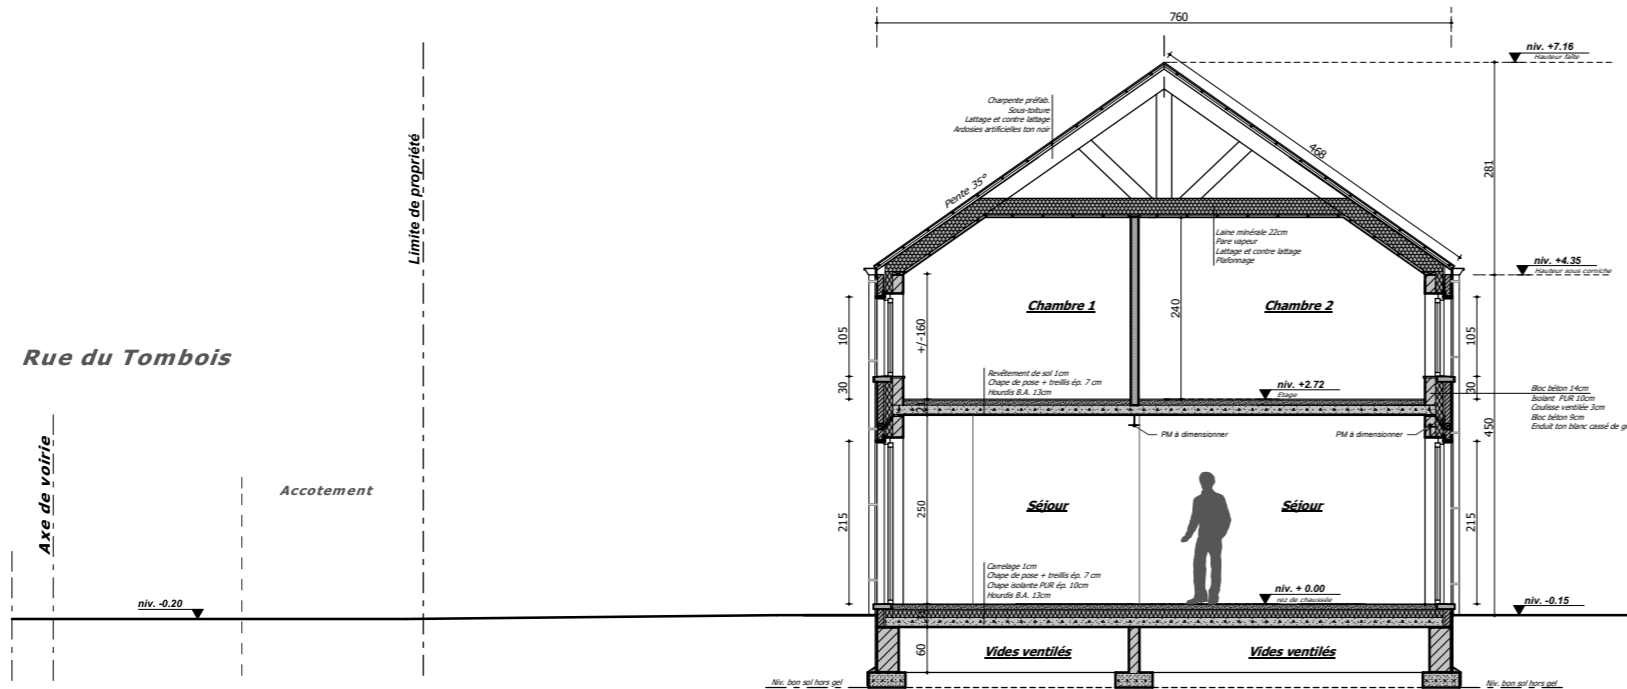 760
niv. +7.16
Hauteur faîte
Charpente préfab.
Sous-toiture
Lattage et contre lattage
Ardosies artificielles ton noir
468
281
Pente 35°
Limite de propriété
Laine minérale 22cm
Pare vapeur
Lattage et contre lattage
Plafonnage
niv. +4.35
Hauteur sous corniche
Chambre 1
Chambre 2
240
+/-160
105
105
Rue du Tombois
Revêtement de sol 1cm
Chape de pose + treillis ép. 7 cm
Hourdis B.A. 13cm
niv. +2.72
Etage
30
30
21
Bloc béton 14cm
Isolant PUR 10cm
Coulisse ventilée 3cm
Bloc béton 9cm
Enduit ton blanc cassé de
450
PM à dimensionner
PM à dimensionner
Axe de voirie
Accotement
215
250
Séjour
Séjour
215
Carrelage 1cm
Chape de pose + treillis ép. 7 cm
Chape isolante PUR ép. 10cm
Hourdis B.A. 13cm
niv. + 0.00
rez de chaussée
niv. -0.20
niv. -0.15
60
Vides ventilés
Vides ventilés
Niv. bon sol hors gel
Niv. bon sol hors gel